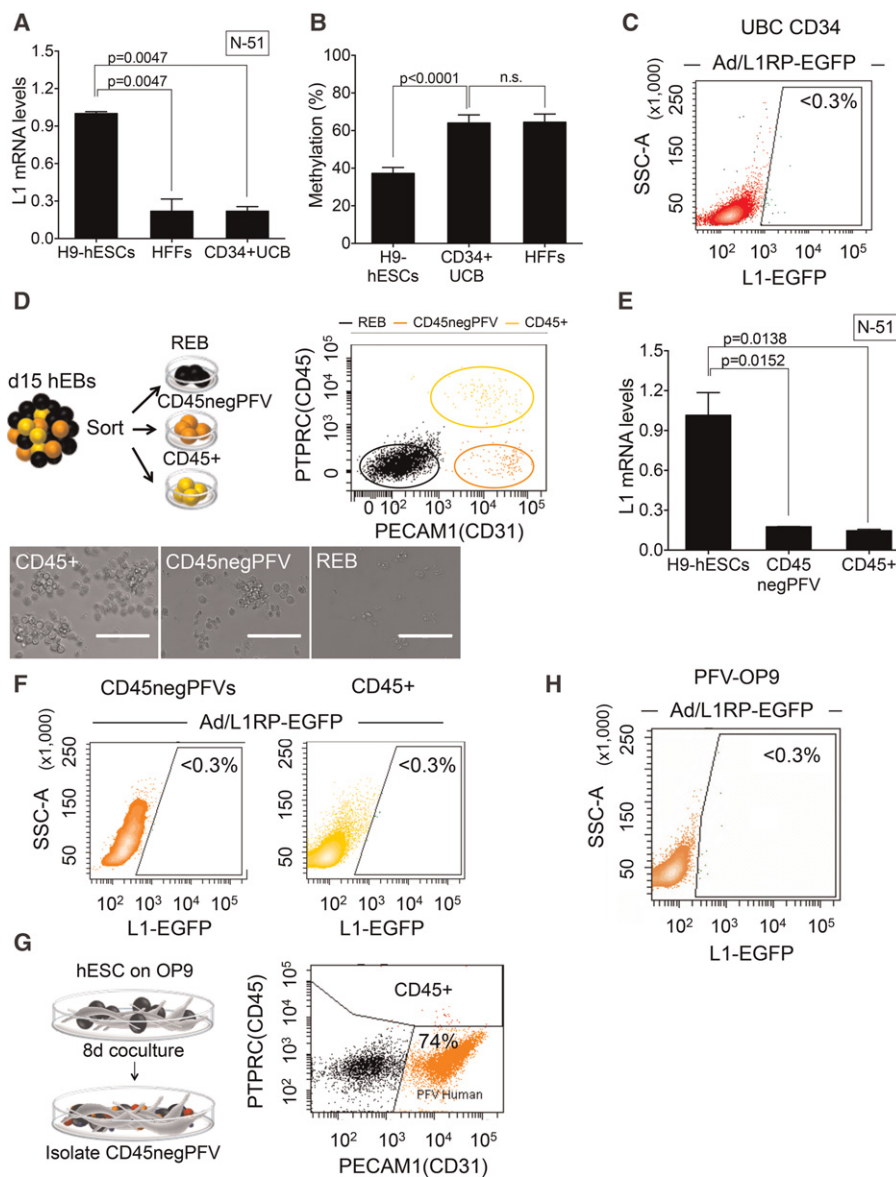 A
N-51
p=0.0047
p=0.0047
L1 mRNA levels
1.5
1.2
0.9
0.6
0.3
0.0
H9-hESCs HFFs CD34+UCB
B
p<0.0001
n.s.
Methylation (%)
100
80
60
40
20
0
H9-
hESCs
CD34+
UCB
HFFs
C
UBC CD34
Ad/L1RP-EGFP
<0.3%
SSC-A (x1,000)
250
150
50
10² 10³ 10⁴ 10⁵
L1-EGFP
D
d15 hEBs
Sort
REB
CD45negPFV
CD45+
REB CD45negPFV CD45+
PTPRC(CD45)
10⁵
10⁴
10³
0
0 10² 10³ 10⁴ 10⁵
PECAM1(CD31)
CD45+
CD45negPFV
REB
E
N-51
p=0.0138
p=0.0152
L1 mRNA levels
1.5
1.2
0.9
0.6
0.3
0.0
H9-hESCs
CD45
negPFV
CD45+
F
CD45negPFVs
CD45+
Ad/L1RP-EGFP
SSC-A (x1,000)
250
150
50
<0.3%
10² 10³ 10⁴ 10⁵
L1-EGFP
250
150
50
<0.3%
10² 10³ 10⁴ 10⁵
L1-EGFP
H
PFV-OP9
Ad/L1RP-EGFP
<0.3%
SSC-A (x1,000)
250
150
50
10² 10³ 10⁴ 10⁵
L1-EGFP
G
hESC on OP9
8d coculture
Isolate CD45negPFV
PTPRC(CD45)
10⁵
10⁴
10³
10²
CD45+
74%
PFV Human
10² 10³ 10⁴ 10⁵
PECAM1(CD31)